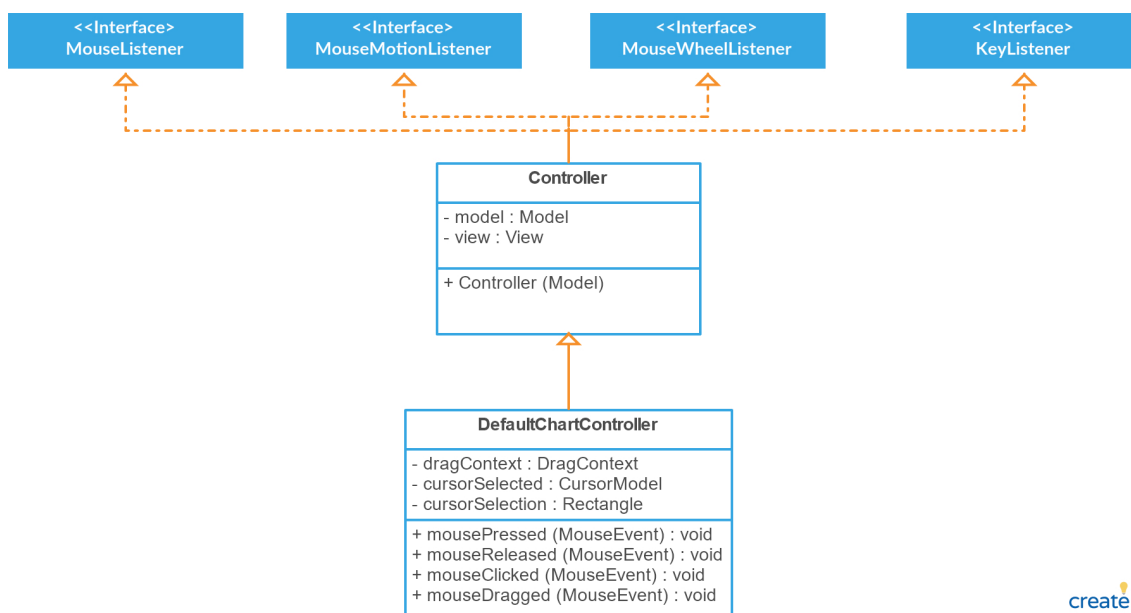 <<Interface>>
MouseListener
<<Interface>>
MouseMotionListener
<<Interface>>
MouseWheelListener
<<Interface>>
KeyListener
Controller
- model : Model
- view : View
+ Controller (Model)
DefaultChartController
- dragContext : DragContext
- cursorSelected : CursorModel
- cursorSelection : Rectangle
+ mousePressed (MouseEvent) : void
+ mouseReleased (MouseEvent) : void
+ mouseClicked (MouseEvent) : void
+ mouseDragged (MouseEvent) : void
create